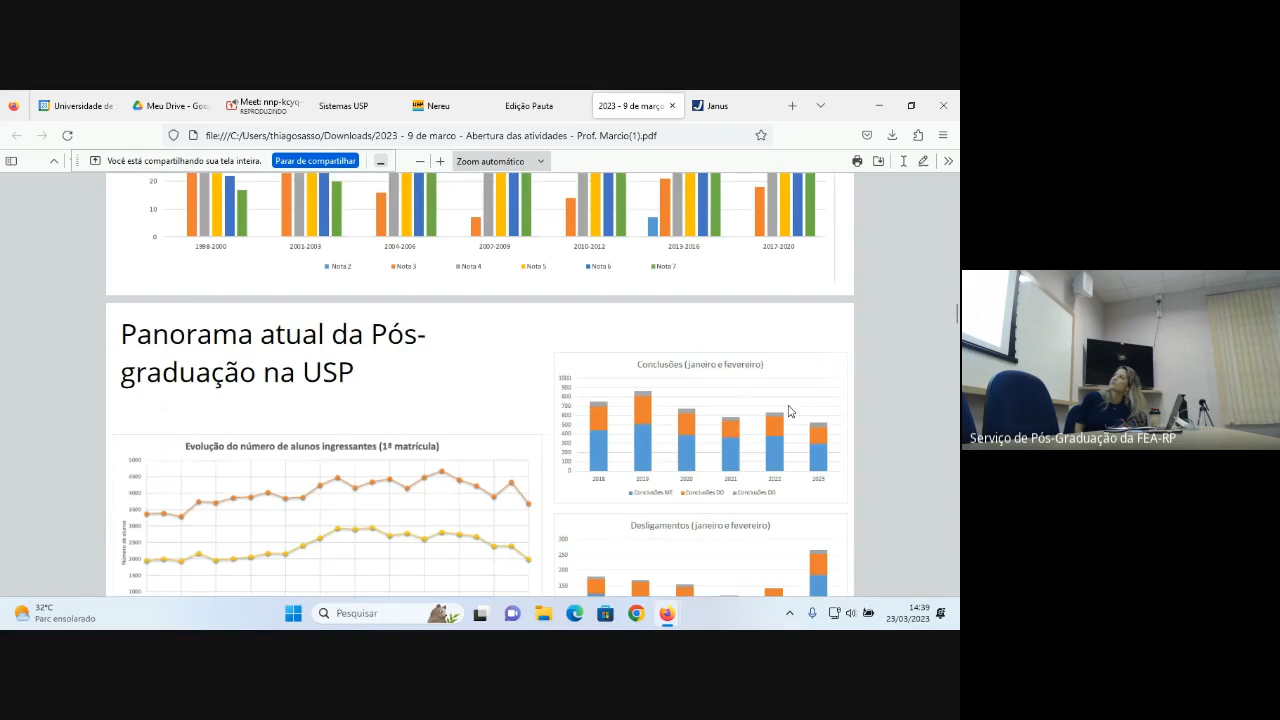 Universidade de
Meu Drive - Goo
Meet: nnp-kcyq-
REPRODUZINDO
Sistemas USP
USP
Nereu
Edição Pauta
2023 - 9 de março
Janus
file:///C:/Users/thiagosasso/Downloads/2023 - 9 de marco - Abertura das atividades - Prof. Marcio(1).pdf
Você está compartilhando sua tela inteira.
Parar de compartilhar
Zoom automático
20
10
0
1998-2000
2001-2003
2004-2006
2007-2009
2010-2012
2013-2016
2017-2020
Nota 2
Nota 3
Nota 4
Nota 5
Nota 6
Nota 7
Panorama atual da Pós-
graduação na USP
Conclusões (janeiro e fevereiro)
1000
900
800
700
600
500
400
300
200
100
0
2018
2019
2020
2021
2022
2023
Conclusões ME
Conclusões DO
Conclusões DD
Evolução do número de alunos ingressantes (1ª matrícula)
5000
4500
4000
3500
3000
2500
2000
1500
1000
Número de alunos
Desligamentos (janeiro e fevereiro)
300
250
200
150
Serviço de Pós-Graduação da FEA-RP
32°C
Parc ensolarado
Pesquisar
14:39
23/03/2023